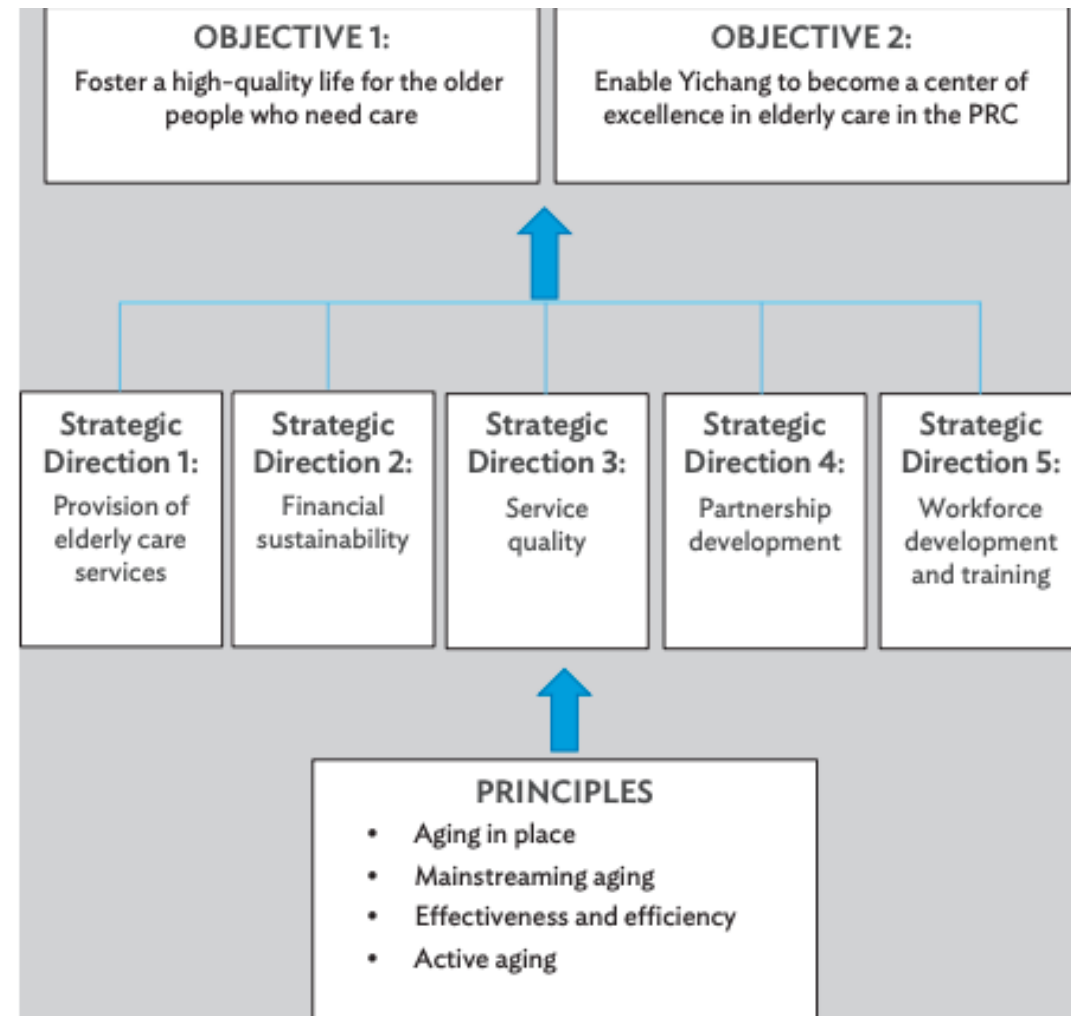 OBJECTIVE 1:
Foster a high-quality life for the older
people who need care
OBJECTIVE 2:
Enable Yichang to become a center of
excellence in elderly care in the PRC
Strategic
Direction 1:
Provision of
elderly care
services
Strategic
Direction 2:
Financial
sustainability
Strategic
Direction 3:
Service
quality
Strategic
Direction 4:
Partnership
development
Strategic
Direction 5:
Workforce
development
and training
PRINCIPLES
• Aging in place
• Mainstreaming aging
• Effectiveness and efficiency
• Active aging